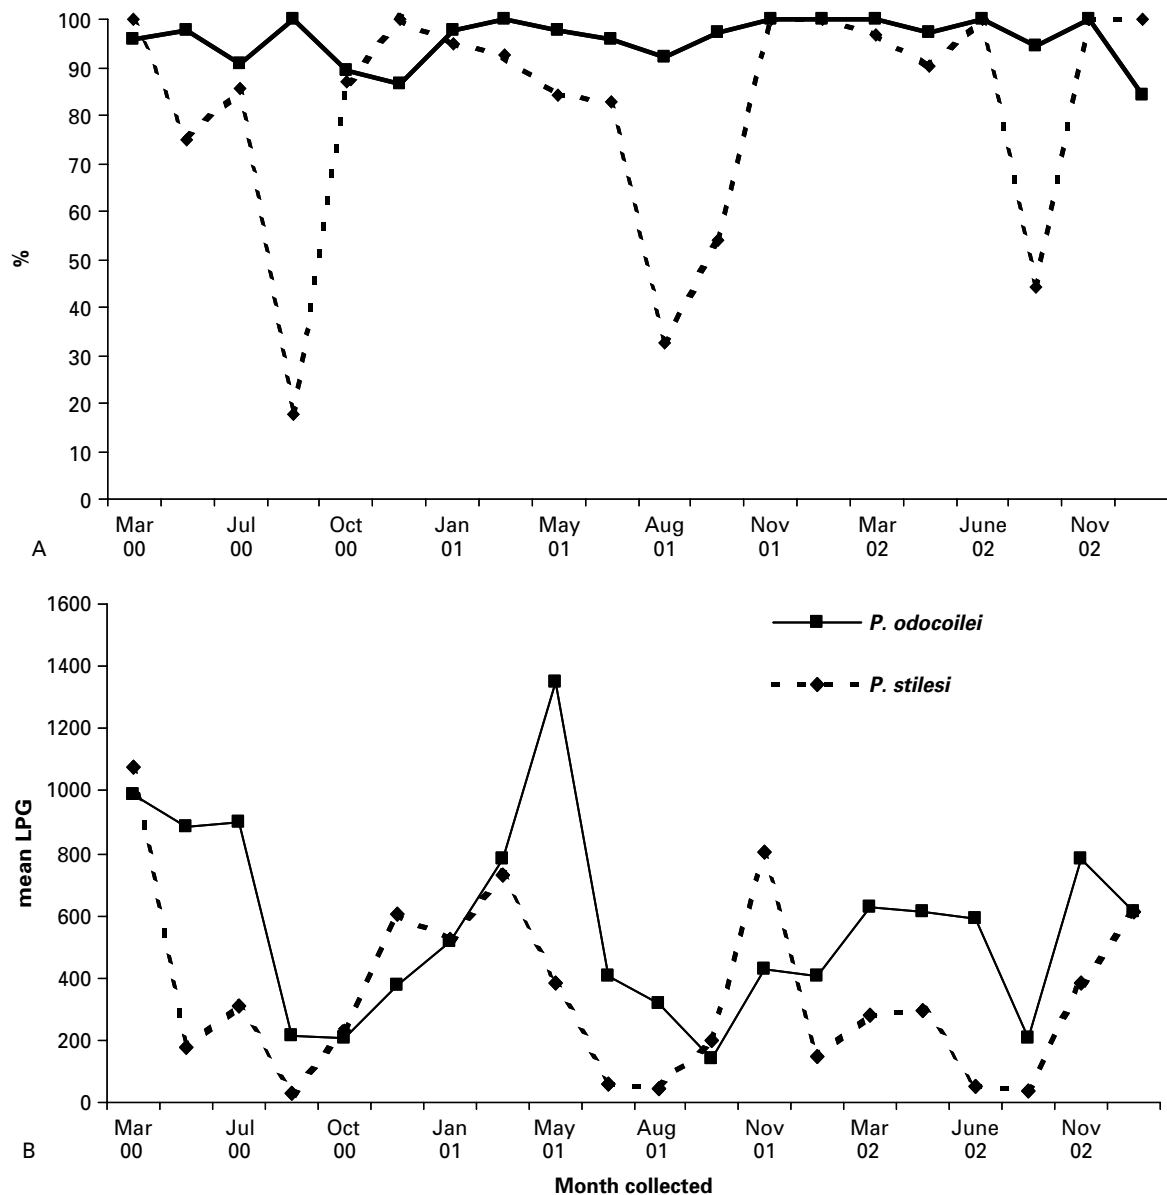 100
90
80
70
60
50
40
30
20
10
0
%
Mar Jul Oct Jan May Aug Nov Mar June Nov
00 00 00 01 01 01 01 02 02 02
A
1600
1400
1200
1000
800
600
400
200
0
mean LPG
P. odocoilei
P. stilesi
Mar Jul Oct Jan May Aug Nov Mar June Nov
00 00 00 01 01 01 01 02 02 02
B
Month collected